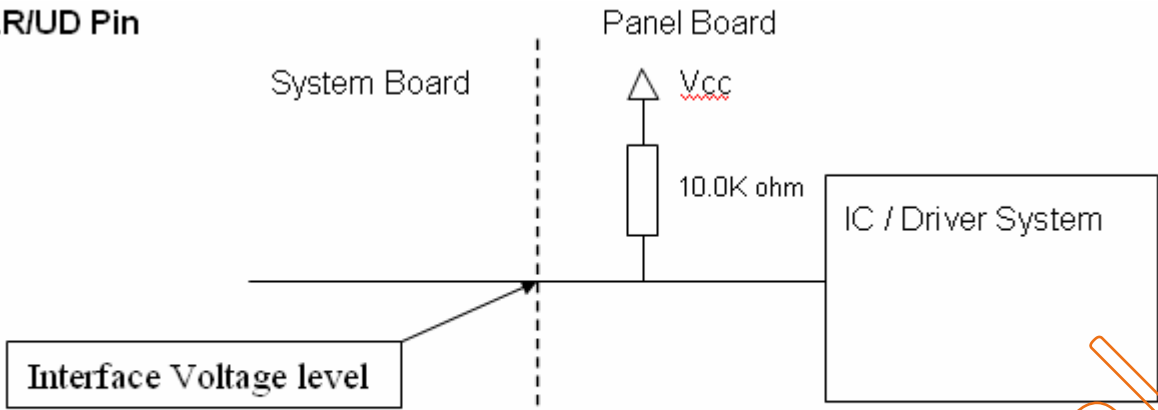 R/UD Pin
Panel Board
System Board
Vcc
10.0K ohm
IC / Driver System
Interface Voltage level